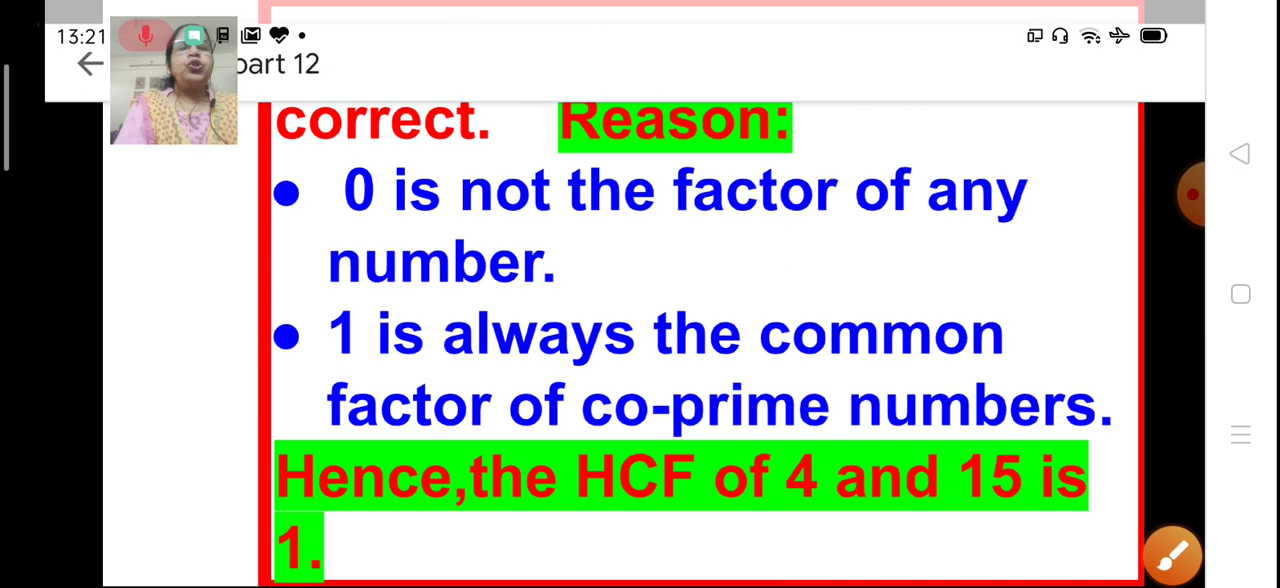 13:21
part 12
correct. Reason:
0 is not the factor of any
number.
1 is always the common
factor of co-prime numbers.
Hence,the HCF of 4 and 15 is
1.